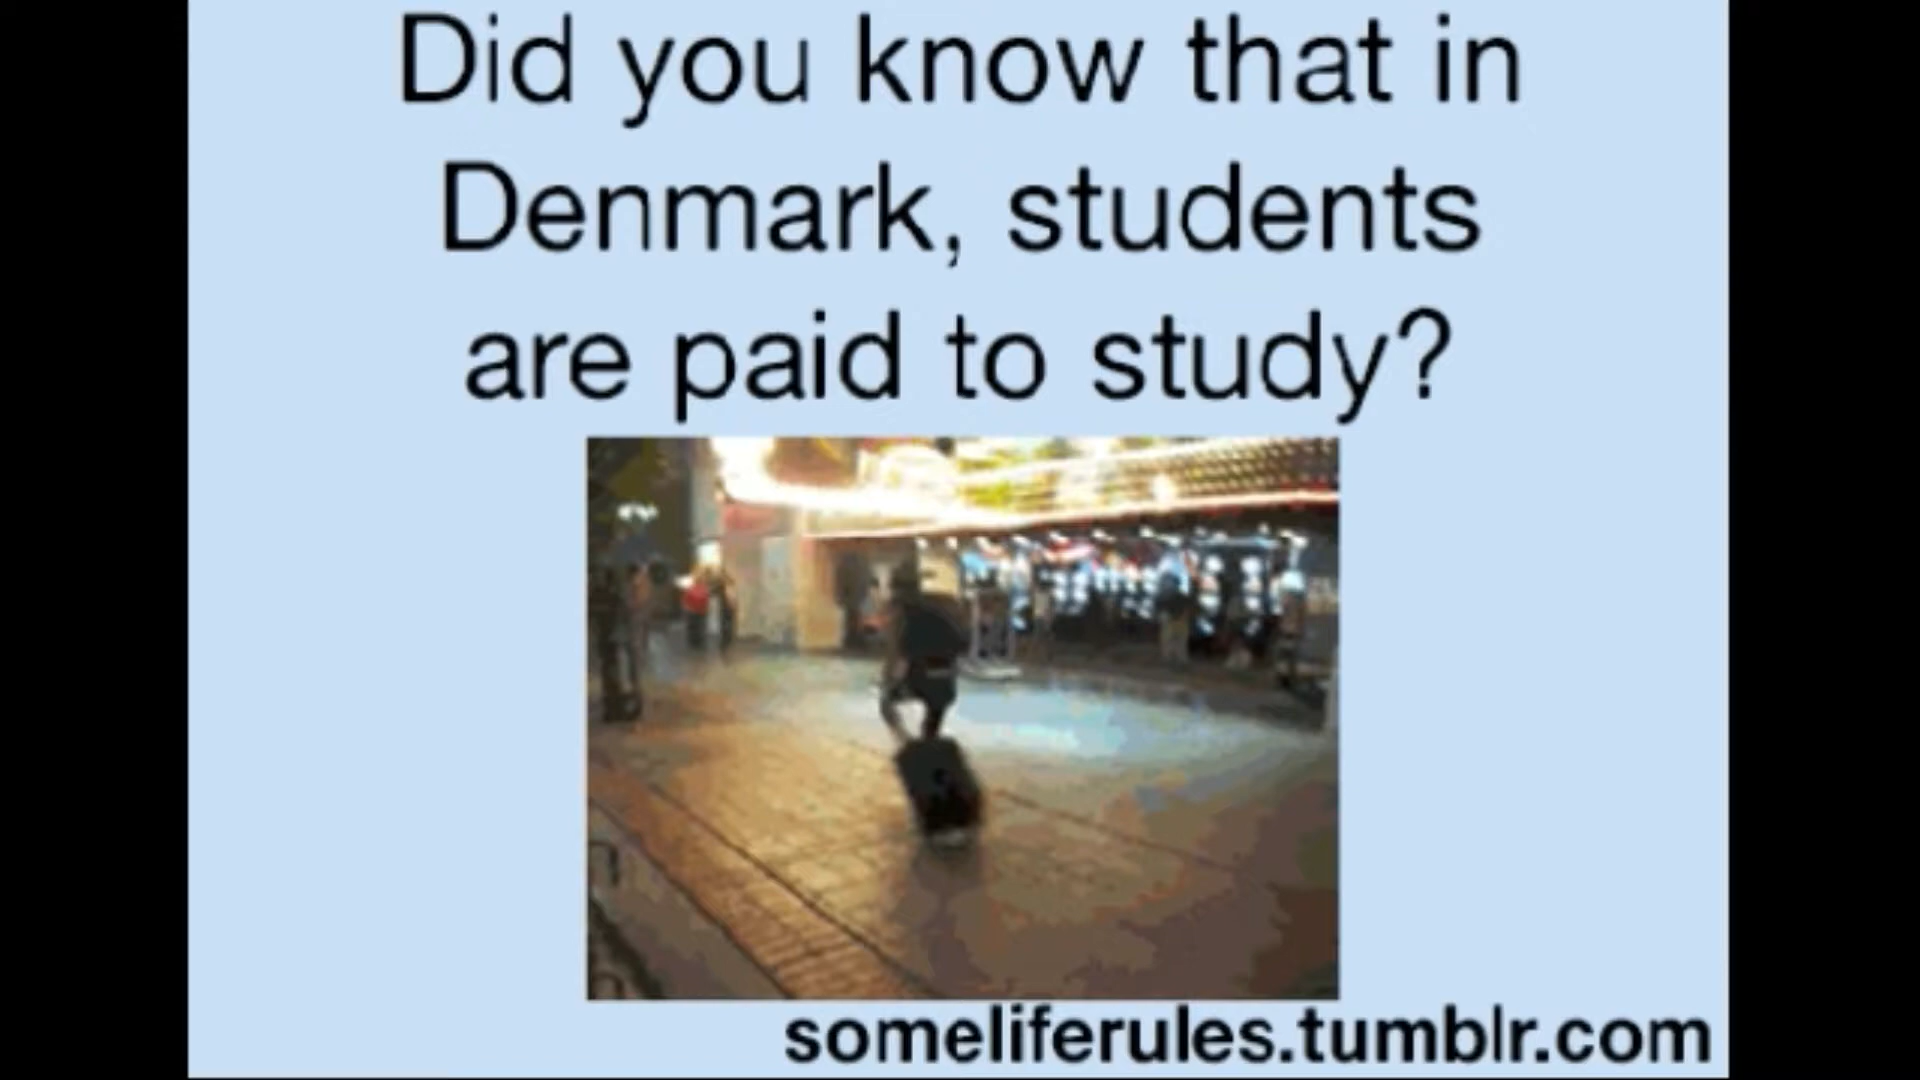 Did you know that in
Denmark, students
are paid to study?
someliferules.tumblr.com